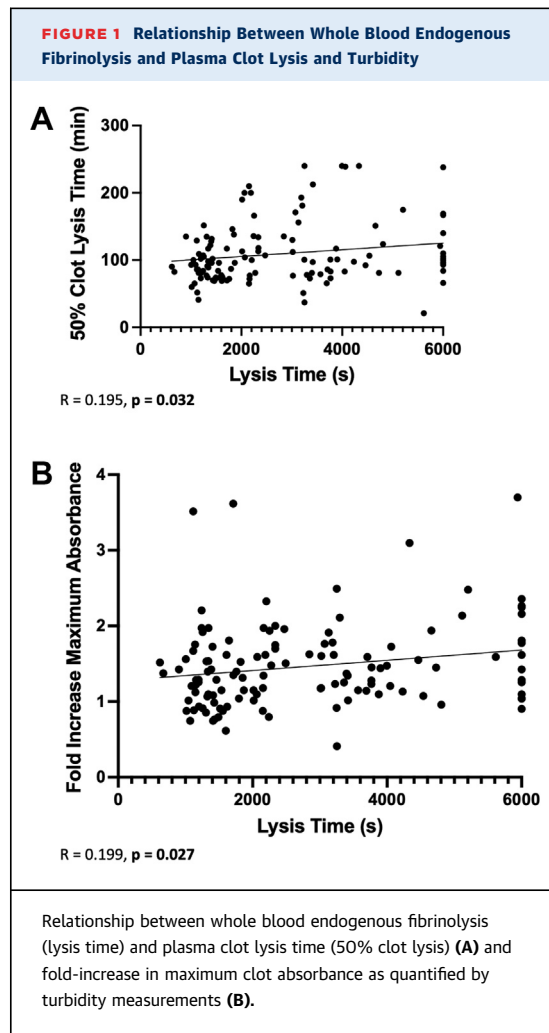 FIGURE 1 Relationship Between Whole Blood Endogenous
Fibrinolysis and Plasma Clot Lysis and Turbidity
A
50% Clot Lysis Time (min)
300
200
100
0
0 2000 4000 6000
Lysis Time (s)
R = 0.195, p = 0.032
B
Fold Increase Maximum Absorbance
4
3
2
1
0
0 2000 4000 6000
Lysis Time (s)
R = 0.199, p = 0.027
Relationship between whole blood endogenous fibrinolysis
(lysis time) and plasma clot lysis time (50% clot lysis) (A) and
fold-increase in maximum clot absorbance as quantified by
turbidity measurements (B).